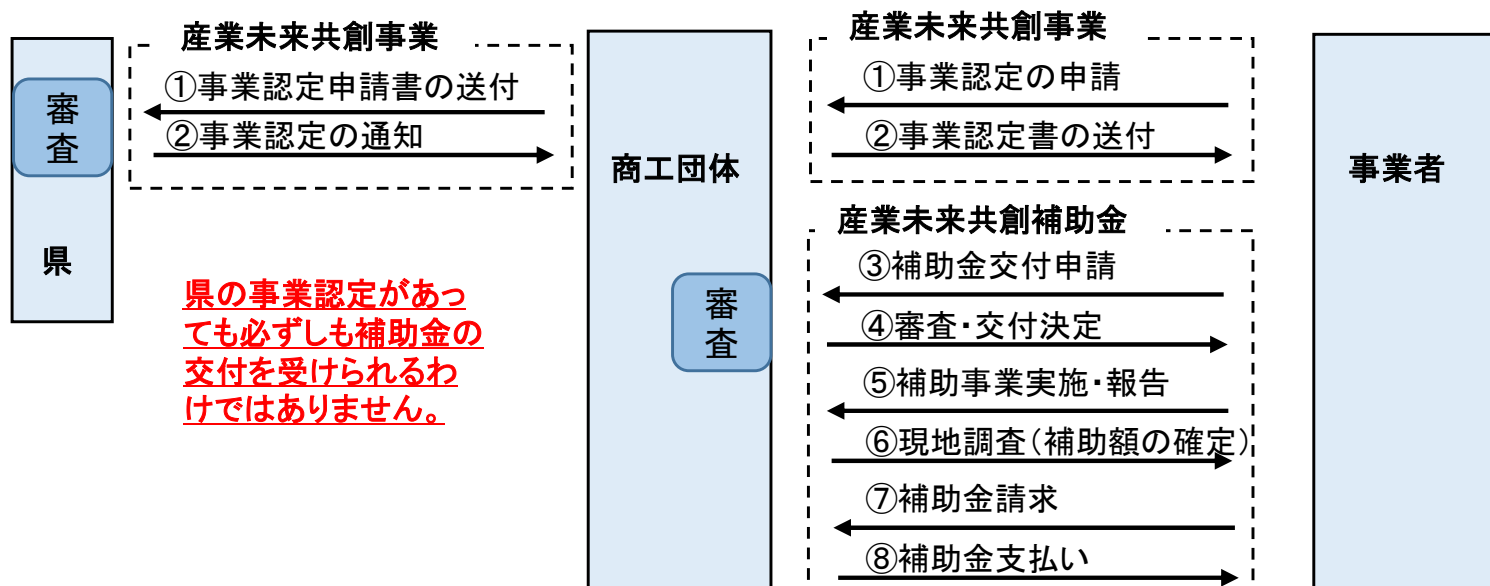 産業未来共創事業
①事業認定申請書の送付
②事業認定の通知
審
査
県
県の事業認定があっ
ても必ずしも補助金の
交付を受けられるわ
けではありません。
商工団体
審
査
産業未来共創事業
①事業認定の申請
②事業認定書の送付
産業未来共創補助金
③補助金交付申請
④審査・交付決定
⑤補助事業実施・報告
⑥現地調査(補助額の確定)
⑦補助金請求
⑧補助金支払い
事業者